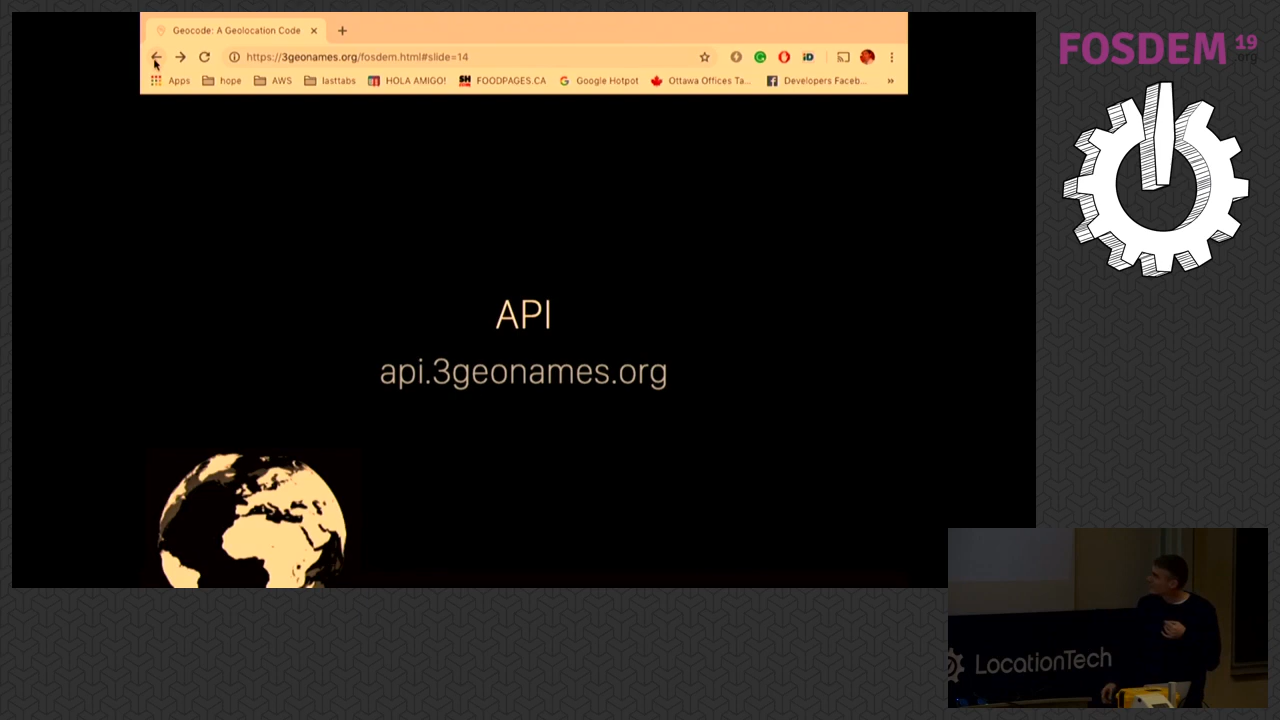 Geocode: A Geolocation Code
https://3geonames.org/fosdem.html#slide=14
Apps hope AWS lasttabs HOLA AMIGO! SH FOODPAGES.CA G Google Hotpot Ottawa Offices Ta... Developers Faceb... »
API
api.3geonames.org
FOSDEM 19
.org
LocationTech